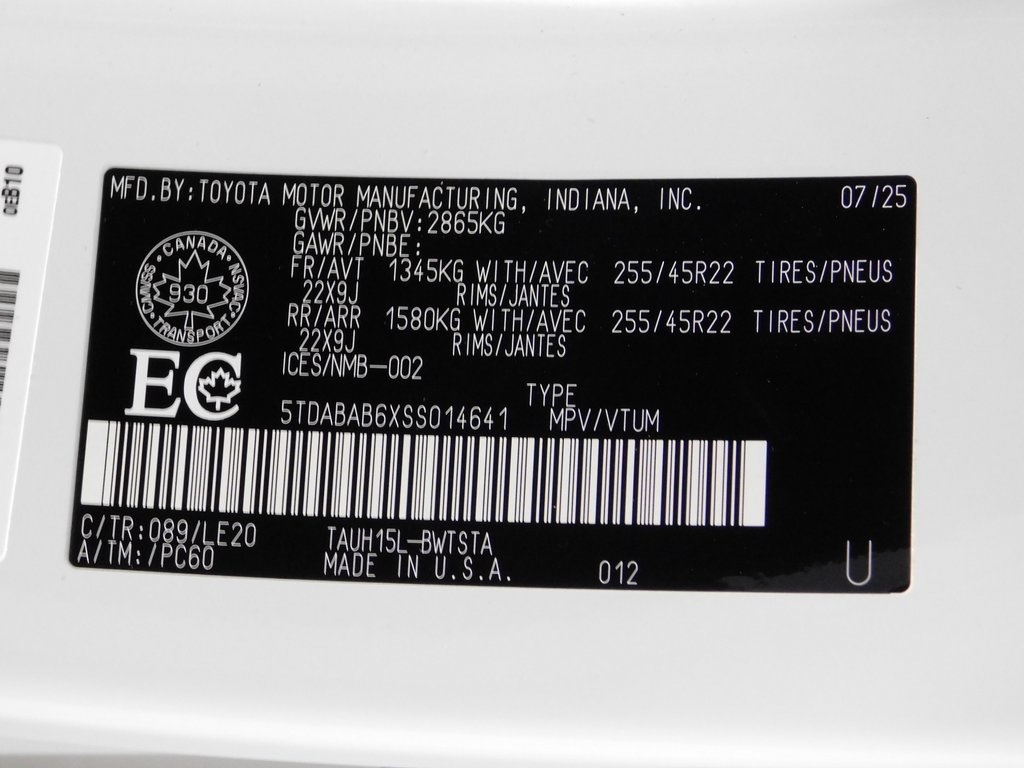 0EB10
MFD.BY:TOYOTA MOTOR MANUFACTURING, INDIANA, INC. 07/25
GVWR/PNBV:2865KG
GAWR/PNBE:
FR/AVT 1345KG WITH/AVEC 255/45R22 TIRES/PNEUS
22X9J RIMS/JANTES
RR/ARR 1580KG WITH/AVEC 255/45R22 TIRES/PNEUS
22X9J RIMS/JANTES
ICES/NMB-002
CANADA
CMVSS NSVAC
930
TRANSPORT
EC
TYPE
5TDABAB6XSS014641 MPV/VTUM
C/TR:089/LE20 TAUH15L-BWTSTA
A/TM:/PC60 MADE IN U.S.A. 012 U